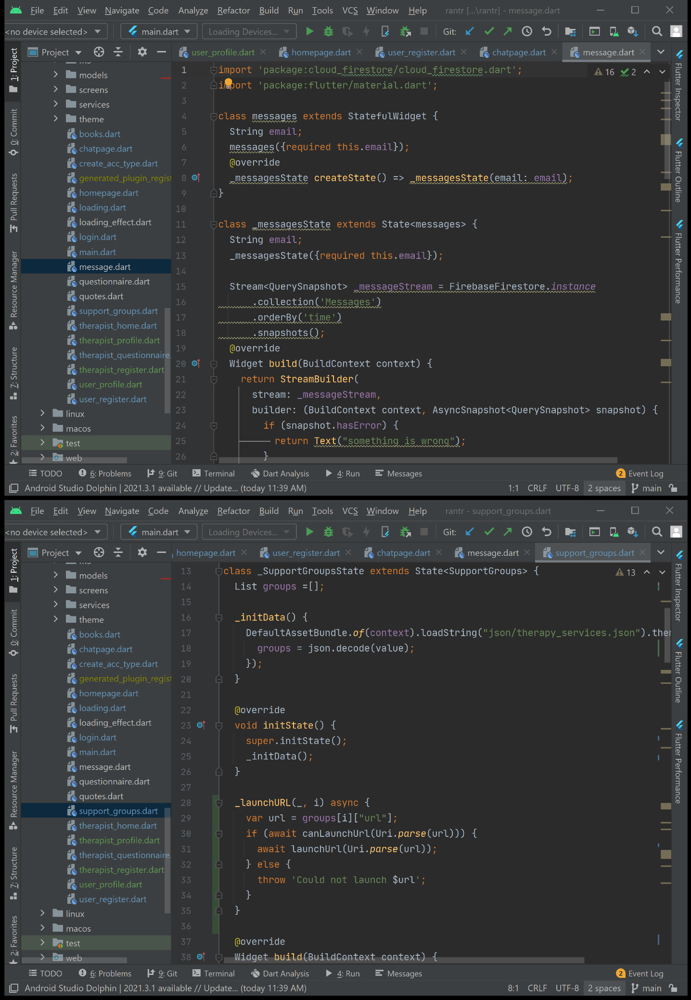 File Edit View Navigate Code Analyze Refactor Build Run Tools VCS Window Help rantr [...\rantr] - message.dart
<no device selected> main.dart Loading Devices... Git:
Project user_profile.dart homepage.dart user_register.dart chatpage.dart message.dart
models
screens
services
theme
books.dart
chatpage.dart
create_acc_type.dart
generated_plugin_regist
homepage.dart
loading.dart
loading_effect.dart
login.dart
main.dart
message.dart
questionnaire.dart
quotes.dart
support_groups.dart
therapist_home.dart
therapist_profile.dart
therapist_questionnaire.
therapist_register.dart
user_profile.dart
user_register.dart
linux
macos
test
web
1: Project
0: Commit
Pull Requests
Resource Manager
7: Structure
2: Favorites
1 import 'package:cloud_firestore/cloud_firestore.dart'; 16 2
2 import 'package:flutter/material.dart';
3
4 class messages extends StatefulWidget {
5 String email;
6 messages({required this.email});
7 @override
8 _messagesState createState() => _messagesState(email: email);
9 }
10
11 class _messagesState extends State<messages> {
12 String email;
13 _messagesState({required this.email});
14
15 Stream<QuerySnapshot> _messageStream = FirebaseFirestore.instance
16 .collection('Messages')
17 .orderBy('time')
18 .snapshots();
19 @override
20 Widget build(BuildContext context) {
21 return StreamBuilder(
22 stream: _messageStream,
23 builder: (BuildContext context, AsyncSnapshot<QuerySnapshot> snapshot) {
24 if (snapshot.hasError) {
25 return Text("something is wrong");
26 }
Flutter Inspector
Flutter Outline
Flutter Performance
TODO 6: Problems 9: Git Terminal Dart Analysis 4: Run Messages 2 Event Log
Android Studio Dolphin | 2021.3.1 available // Update... (today 11:39 AM) 1:1 CRLF UTF-8 2 spaces main
File Edit View Navigate Code Analyze Refactor Build Run Tools VCS Window Help rantr - support_groups.dart
<no device selected> main.dart Loading Devices... Git:
Project homepage.dart user_register.dart chatpage.dart message.dart support_groups.dart
models
screens
services
theme
books.dart
chatpage.dart
create_acc_type.dart
generated_plugin_regist
homepage.dart
loading.dart
loading_effect.dart
login.dart
main.dart
message.dart
questionnaire.dart
quotes.dart
support_groups.dart
therapist_home.dart
therapist_profile.dart
therapist_questionnaire.
therapist_register.dart
user_profile.dart
user_register.dart
linux
macos
test
web
1: Project
0: Commit
Pull Requests
Resource Manager
7: Structure
2: Favorites
13 class _SupportGroupsState extends State<SupportGroups> { 13
14 List groups =[];
15
16 _initData() {
17 DefaultAssetBundle.of(context).loadString("json/therapy_services.json").ther
18 groups = json.decode(value);
19 });
20 }
21
22 @override
23 void initState() {
24 super.initState();
25 _initData();
26 }
27
28 _launchURL(_, i) async {
29 var url = groups[i]["url"];
30 if (await canLaunchUrl(Uri.parse(url))) {
31 await launchUrl(Uri.parse(url));
32 } else {
33 throw 'Could not launch $url';
34 }
35 }
36
37 @override
38 Widget build(BuildContext context) {
Flutter Inspector
Flutter Outline
Flutter Performance
TODO 6: Problems 9: Git Terminal Dart Analysis 4: Run Messages 2 Event Log
Android Studio Dolphin | 2021.3.1 available // Update... (today 11:39 AM) 8:1 CRLF UTF-8 2 spaces main